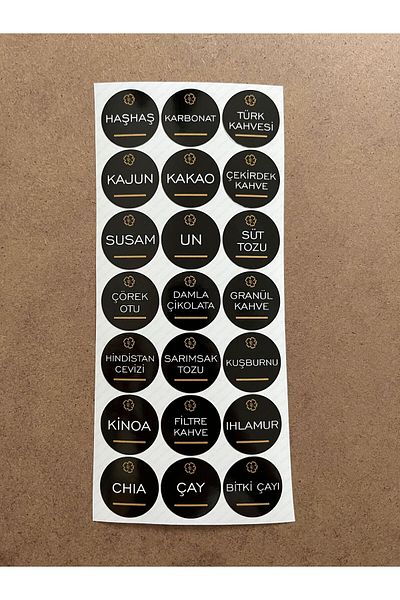 HAŞHAŞ
KARBONAT
TÜRK
KAHVESİ
KAJUN
KAKAO
ÇEKİRDEK
KAHVE
SUSAM
UN
SÜT
TOZU
ÇÖREK
OTU
DAMLA
ÇİKOLATA
GRANÜL
KAHVE
HİNDİSTAN
CEVİZİ
SARIMSAK
TOZU
KUŞBURNU
KİNOA
FİLTRE
KAHVE
IHLAMUR
CHIA
ÇAY
BİTKİ ÇAYI